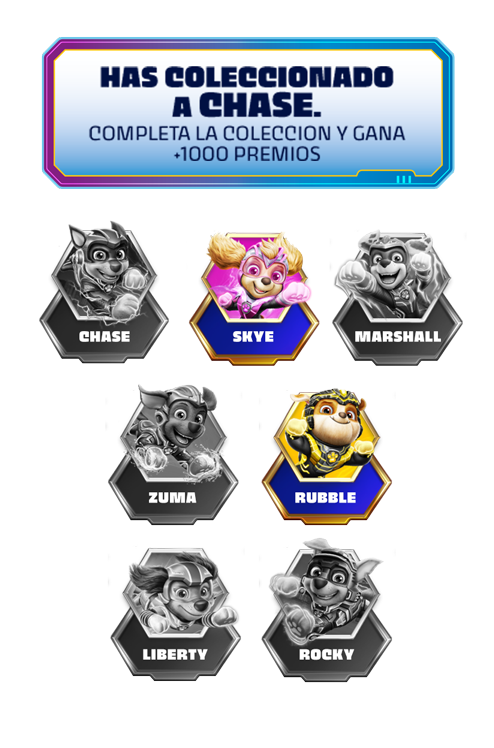 HAS COLECCIONADO
A CHASE.
COMPLETA LA COLECCION Y GANA
+1000 PREMIOS
CHASE
SKYE
MARSHALL
ZUMA
RUBBLE
LIBERTY
ROCKY